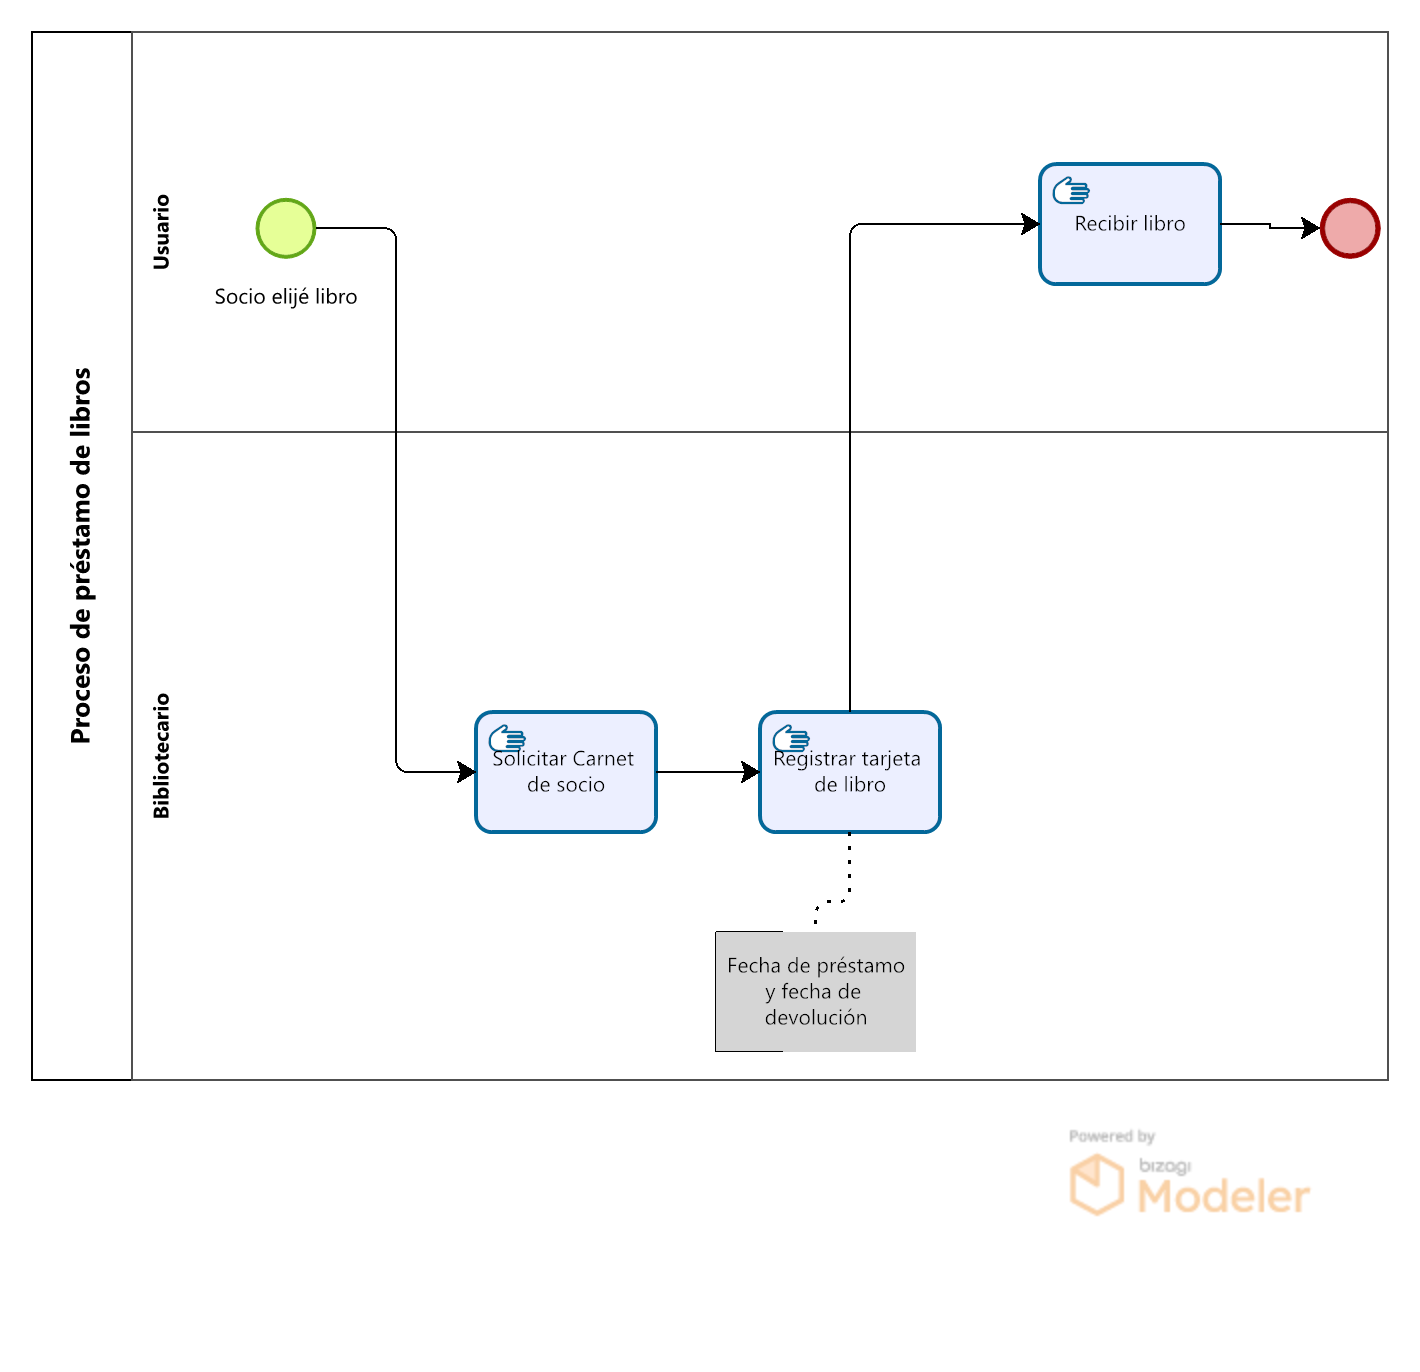 Proceso de préstamo de libros
Usuario
Socio elijé libro
Recibir libro
Bibliotecario
Solicitar Carnet
de socio
Registrar tarjeta
de libro
Fecha de préstamo
y fecha de
devolución
Powered by
bizagi
Modeler